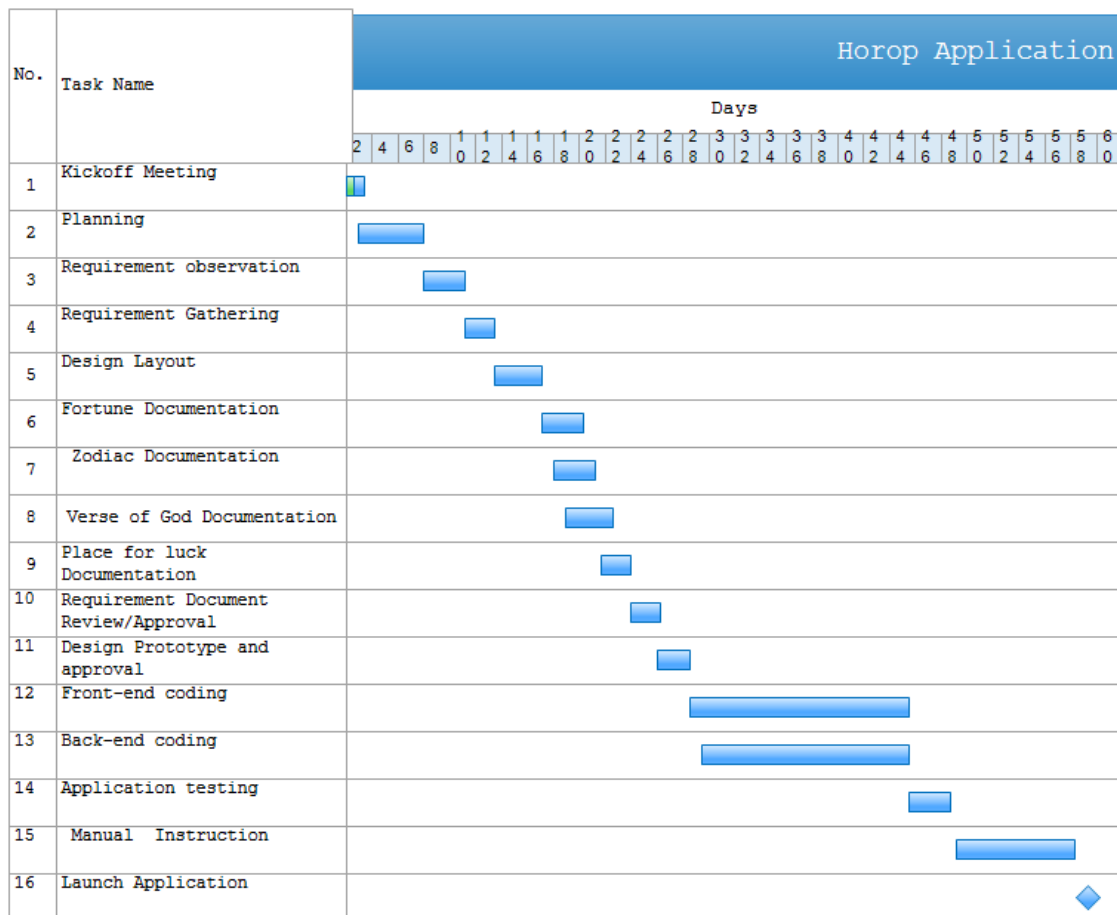 Horop Application
No.
Task Name
Days
2 4 6 8 10 12 14 16 18 20 22 24 26 28 30 32 34 36 38 40 42 44 46 48 50 52 54 56 58 60
1 Kickoff Meeting
2 Planning
3 Requirement observation
4 Requirement Gathering
5 Design Layout
6 Fortune Documentation
7 Zodiac Documentation
8 Verse of God Documentation
9 Place for luck
Documentation
10 Requirement Document
Review/Approval
11 Design Prototype and
approval
12 Front-end coding
13 Back-end coding
14 Application testing
15 Manual Instruction
16 Launch Application